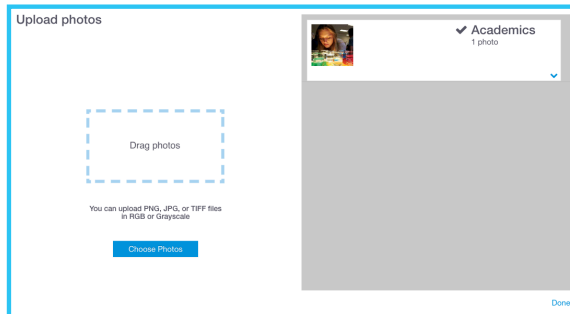 Upload photos
Drag photos
You can upload PNG, JPG, or TIFF files
in RGB or Grayscale
Choose Photos
Academics
1 photo
Done